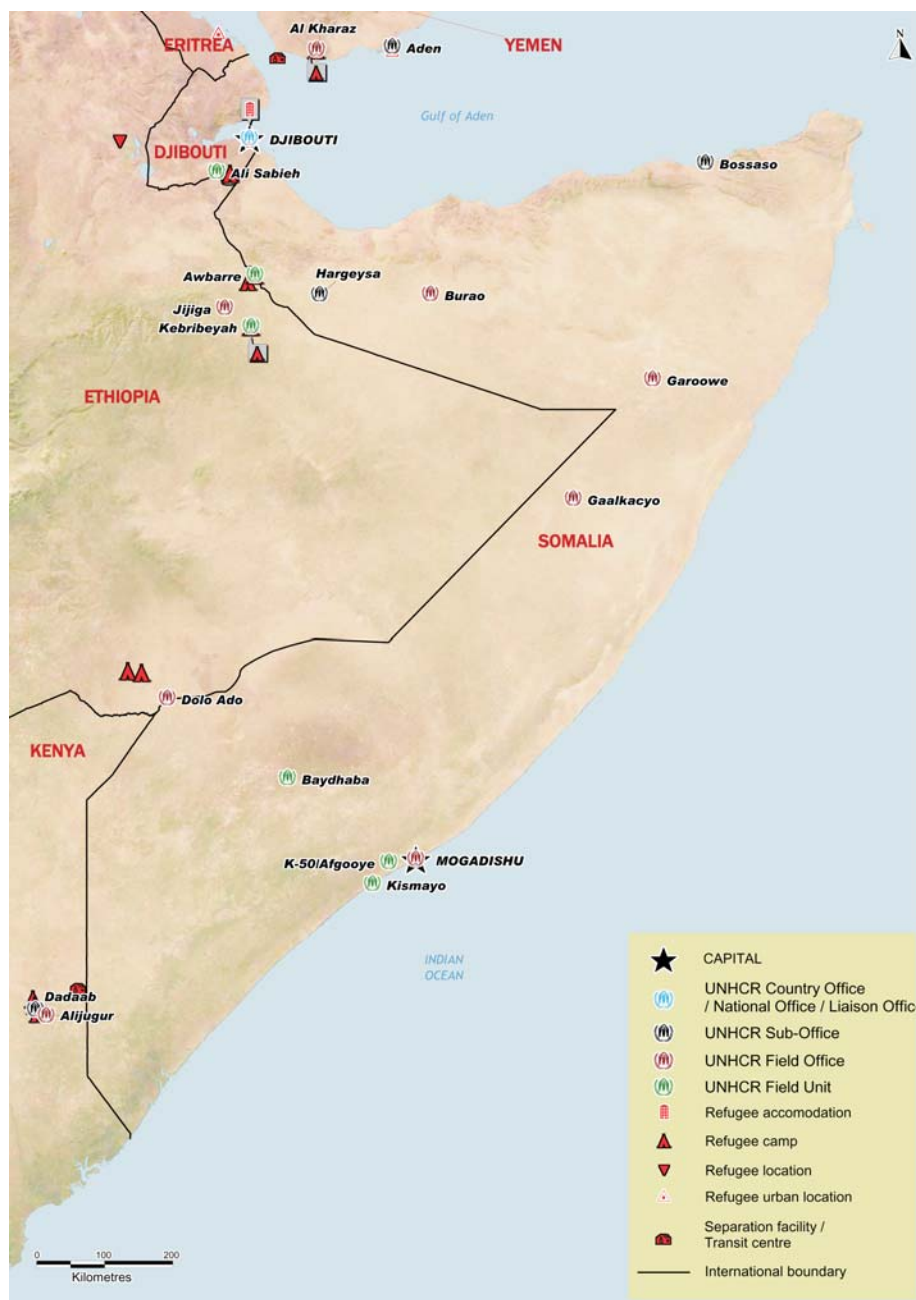 Al Kharaz
N
ERITREA
YEMEN
Aden
Gulf of Aden
DJIBOUTI
DJIBOUTI
Bossaso
Ali Sabieh
Hargeysa
Awbarre
Burao
Jijiga
Kebribeyah
Garoowe
ETHIOPIA
Gaalkacyo
SOMALIA
Dolo Ado
KENYA
Baydhaba
K-50/Afgooye
MOGADISHU
Kismayo
INDIAN
OCEAN
Dadaab
Alijugur
CAPITAL
UNHCR Country Office
/ National Office / Liaison Offic
UNHCR Sub-Office
UNHCR Field Office
UNHCR Field Unit
Refugee accomodation
Refugee camp
Refugee location
Refugee urban location
Separation facility /
Transit centre
International boundary
0 100 200
Kilometres